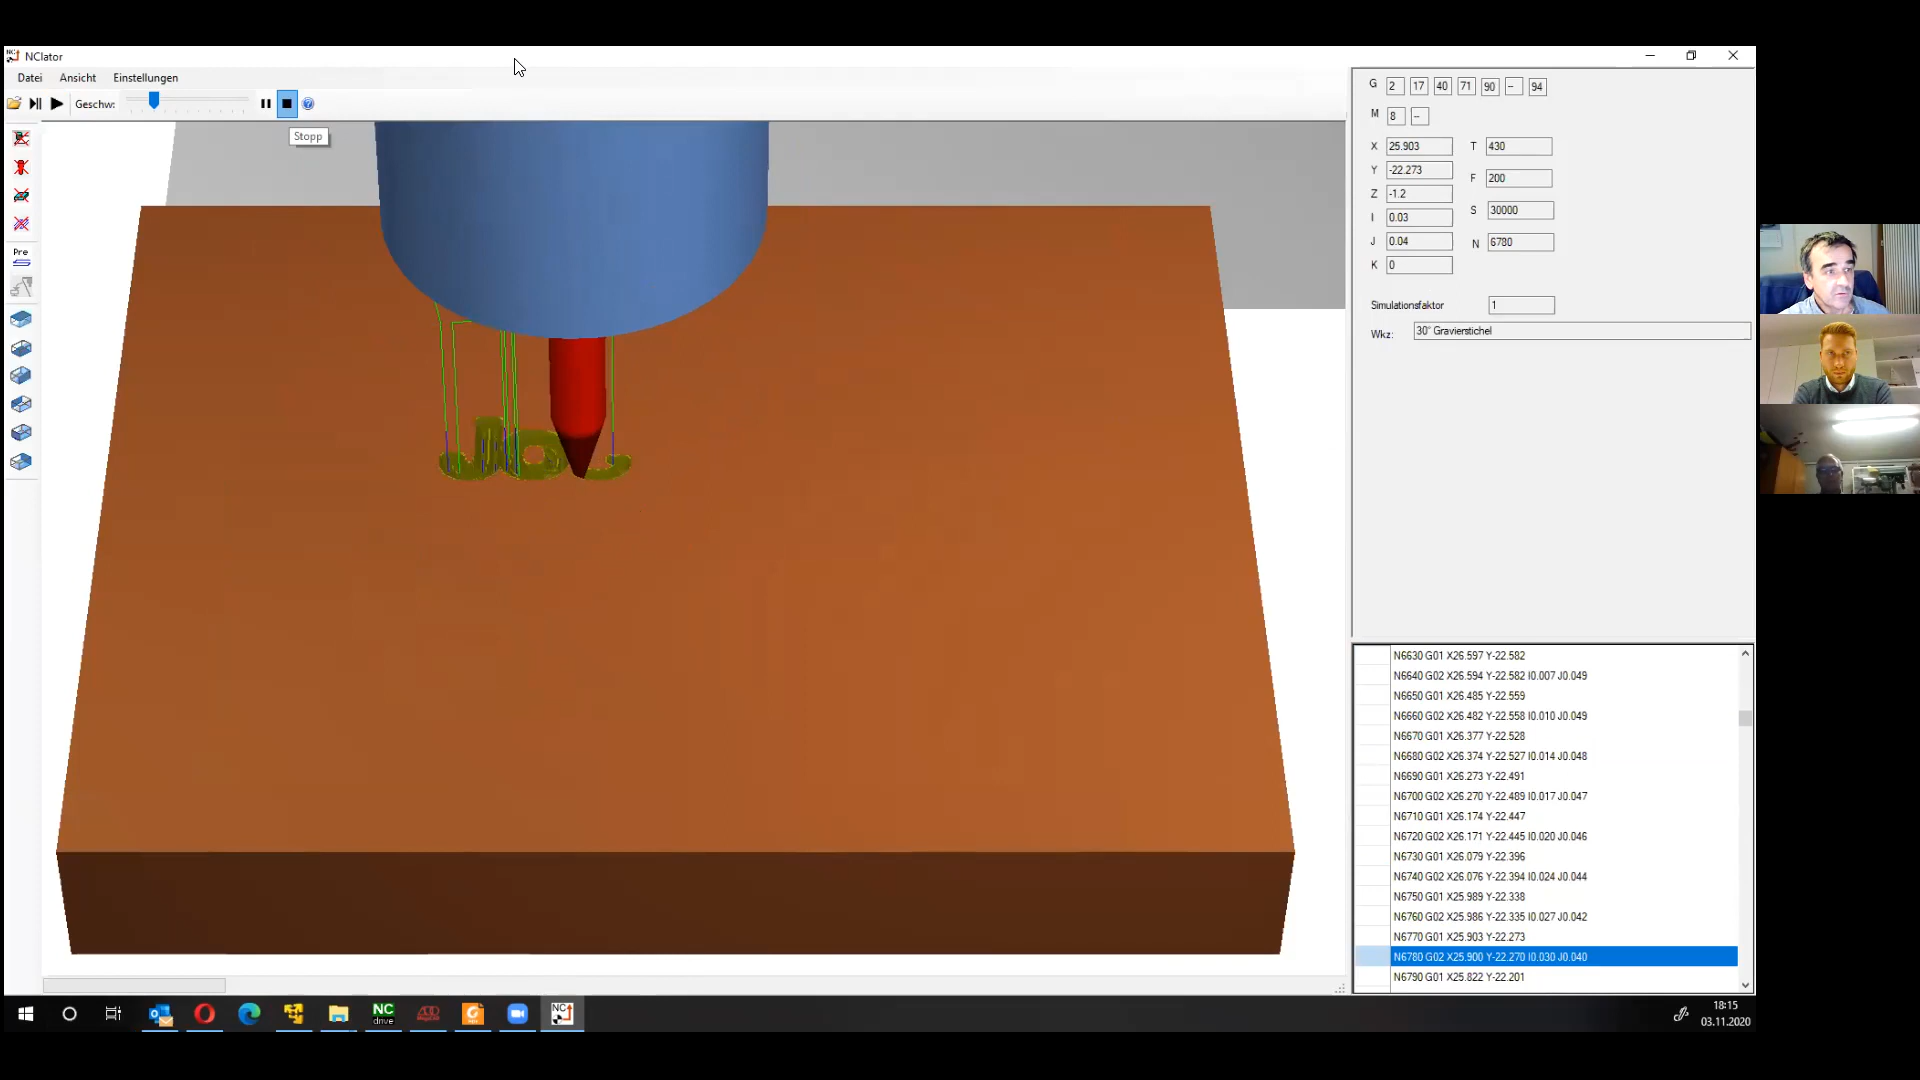 NClator
Datei Ansicht Einstellungen
Geschw:
Stopp
Pre
G 2 17 40 71 90 -- 94
M 8 --
X 25.903 T 430
Y -22.273 F 200
Z -1.2 S 30000
I 0.03 N 6780
J 0.04
K 0
Simulationsfaktor 1
Wkz: 30° Gravierstichel
N6630 G01 X26.597 Y-22.582
N6640 G02 X26.594 Y-22.582 I0.007 J0.049
N6650 G01 X26.485 Y-22.559
N6660 G02 X26.482 Y-22.558 I0.010 J0.049
N6670 G01 X26.377 Y-22.528
N6680 G02 X26.374 Y-22.527 I0.014 J0.048
N6690 G01 X26.273 Y-22.491
N6700 G02 X26.270 Y-22.489 I0.017 J0.047
N6710 G01 X26.174 Y-22.447
N6720 G02 X26.171 Y-22.445 I0.020 J0.046
N6730 G01 X26.079 Y-22.396
N6740 G02 X26.076 Y-22.394 I0.024 J0.044
N6750 G01 X25.989 Y-22.338
N6760 G02 X25.986 Y-22.335 I0.027 J0.042
N6770 G01 X25.903 Y-22.273
N6780 G02 X25.900 Y-22.270 I0.030 J0.040
N6790 G01 X25.822 Y-22.201
NC
drive
18:15
03.11.2020